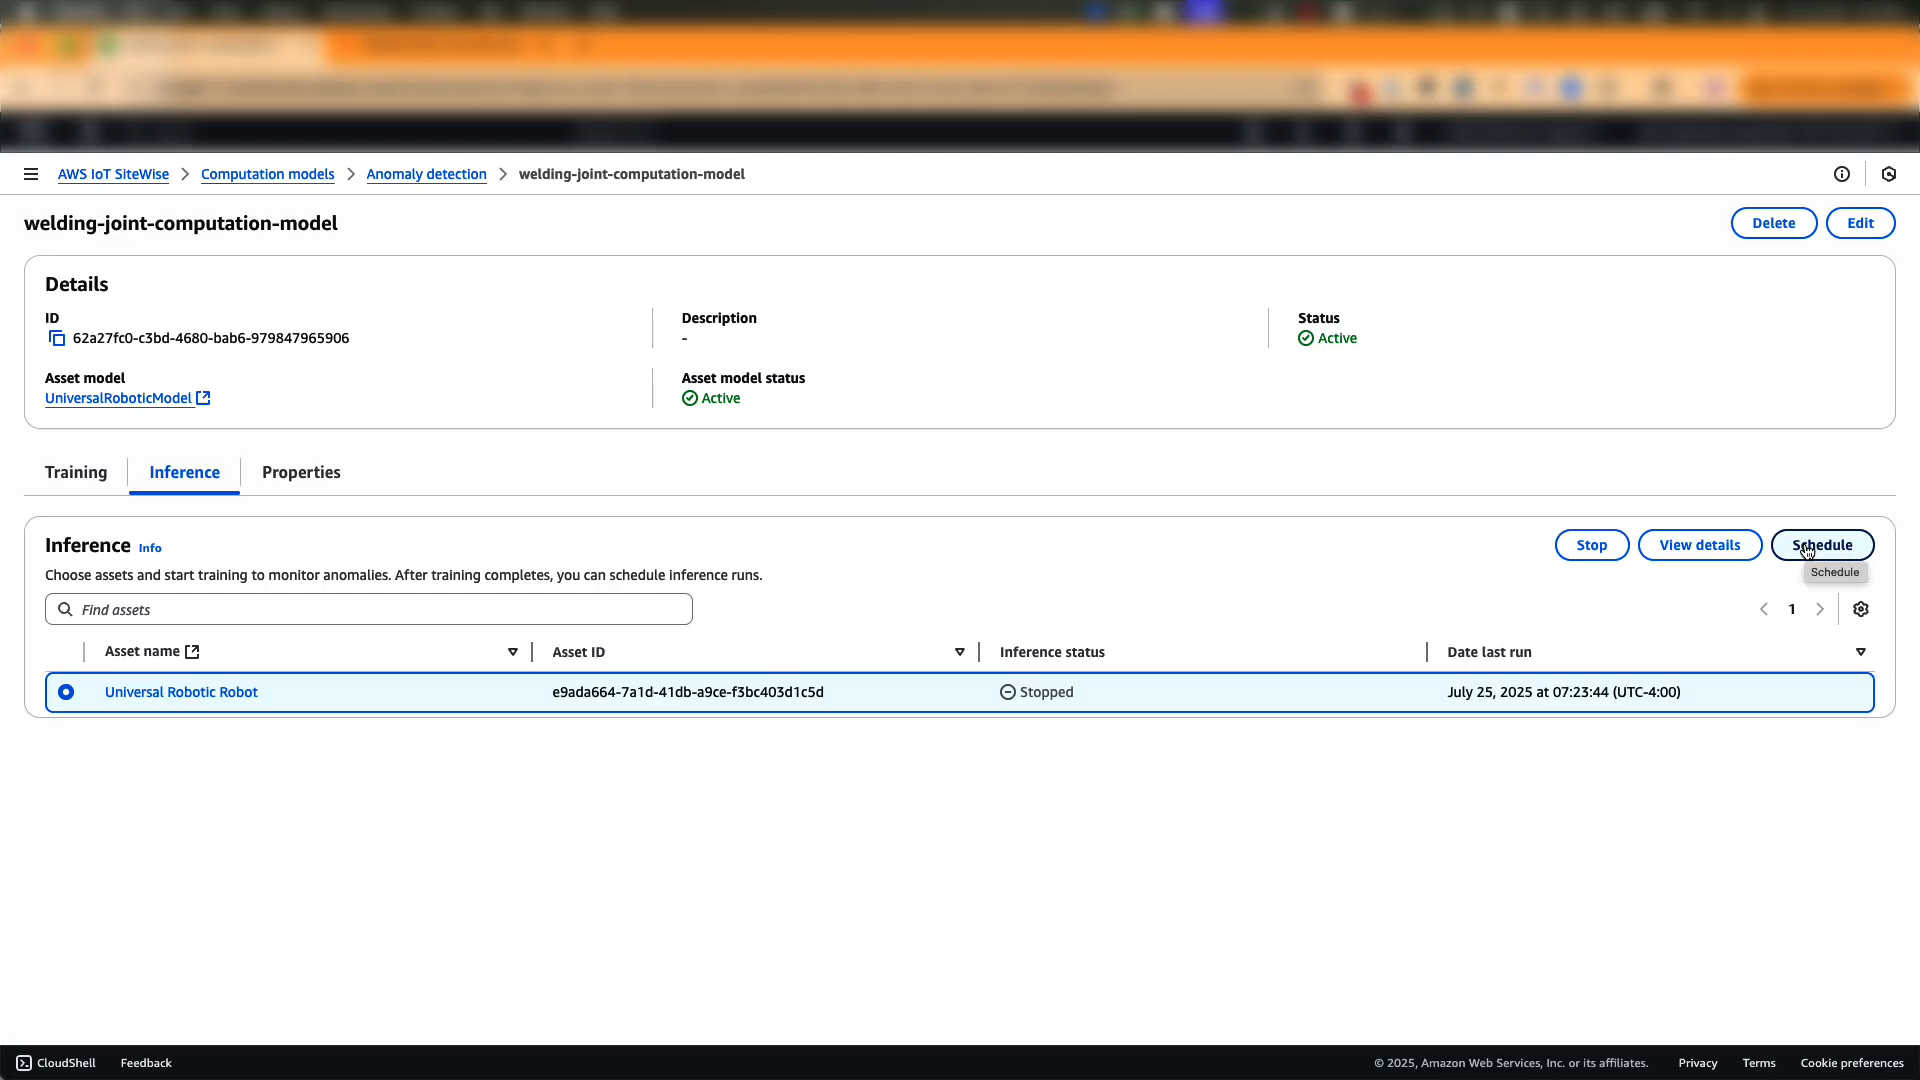 AWS IoT SiteWise > Computation models > Anomaly detection > welding-joint-computation-model
welding-joint-computation-model
Delete Edit
Details
ID Description Status
62a27fc0-c3bd-4680-bab6-979847965906 - Active
Asset model Asset model status
UniversalRoboticModel Active
Training Inference Properties
Inference Info Stop View details Schedule
Choose assets and start training to monitor anomalies. After training completes, you can schedule inference runs. Schedule
Find assets 1
Asset name Asset ID Inference status Date last run
Universal Robotic Robot e9ada664-7a1d-41db-a9ce-f3bc403d1c5d Stopped July 25, 2025 at 07:23:44 (UTC-4:00)
CloudShell Feedback © 2025, Amazon Web Services, Inc. or its affiliates. Privacy Terms Cookie preferences